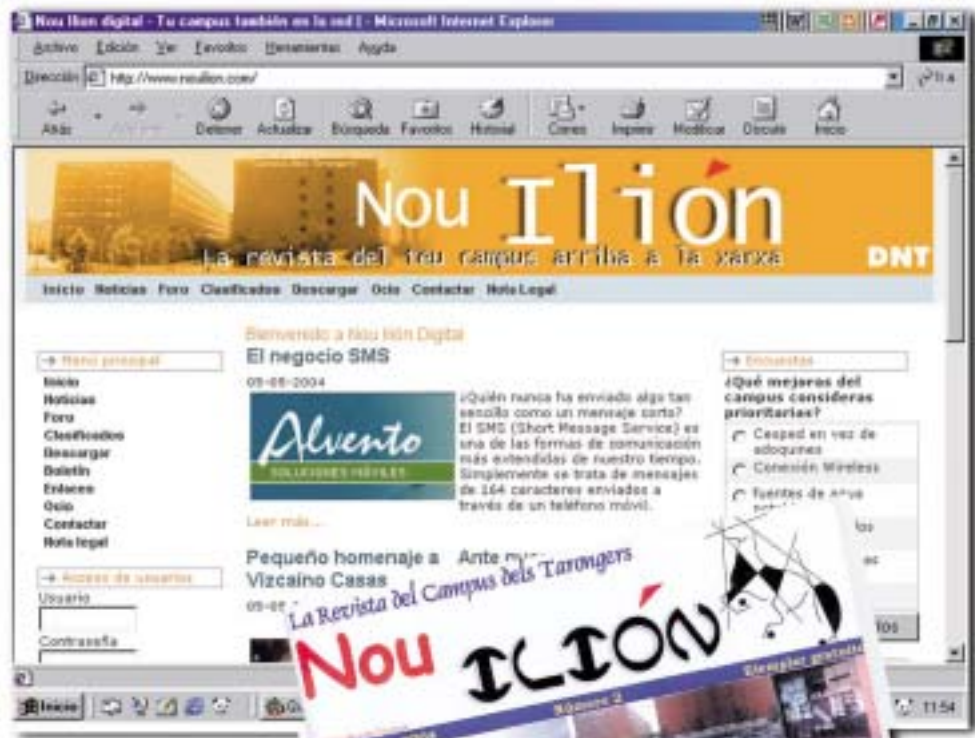 Nou Ilion digital - Tu campus también en la red! - Microsoft Internet Explorer
Archivo Edición Ver Favoritos Herramientas Ayuda
Dirección http://www.nouilion.com/ Ir a
Atrás Detener Actualizar Búsqueda Favoritos Historial Correo Imprimir Modificar Discutir Inicio
Nou Ilión
La revista del teu campus arriba a la xarxa
DNT
Inicio Noticias Foro Clasificados Descargar Ocio Contactar Nota Legal
Bienvenido a Nou Ilión Digital
El negocio SMS
05-05-2004
Alvento
SOLUCIONES MÓVILES
¿Quién nunca ha enviado algo tan
sencillo como un mensaje corto?
El SMS (Short Message Service) es
una de las formas de comunicación
más extendidas de nuestro tiempo.
Simplemente se trata de mensajes
de 164 caracteres enviados a
través de un teléfono móvil.
Leer más...
Pequeño homenaje a
Vizcaino Casas
Ante
→ Menú principal
Inicio
Noticias
Foro
Clasificados
Descargar
Boletín
Enlaces
Ocio
Contactar
Nota legal
→ Acceso de usuarios
Usuario
Contraseña
→ Encuestas
¿Qué mejoras del
campus consideras
prioritarias?
Cesped en vez de
adoquines
Conexión Wireless
fuentes de
La Revista del Campus dels Tarongers
Nou ILIÓN
Número 2
Ejemplar gratuito
Inicio
11:54